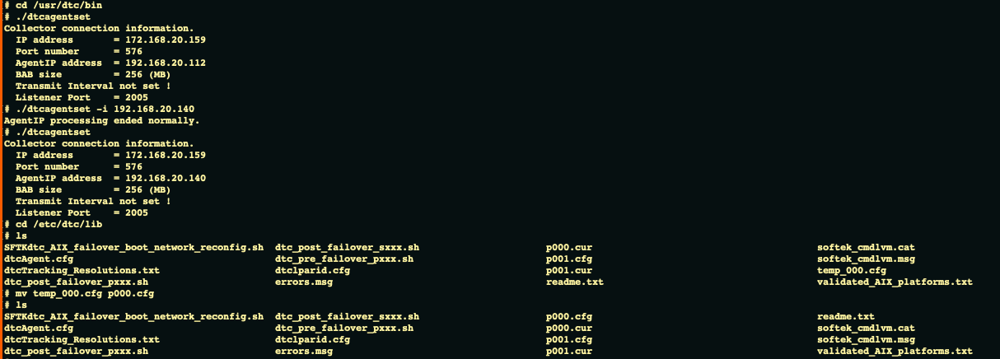 # cd /usr/dtc/bin
# ./dtcagentset
Collector connection information.
  IP address       = 172.168.20.159
  Port number      = 576
  AgentIP address  = 192.168.20.112
  BAB size         = 256 (MB)
  Transmit Interval not set !
  Listener Port    = 2005
# ./dtcagentset -i 192.168.20.140
AgentIP processing ended normally.
# ./dtcagentset
Collector connection information.
  IP address       = 172.168.20.159
  Port number      = 576
  AgentIP address  = 192.168.20.140
  BAB size         = 256 (MB)
  Transmit Interval not set !
  Listener Port    = 2005
# cd /etc/dtc/lib
# ls
SFTKdtc_AIX_failover_boot_network_reconfig.sh  dtc_post_failover_sxxx.sh                      p000.cur                                       softek_cmdlvm.cat
dtcAgent.cfg                                   dtc_pre_failover_pxxx.sh                       p001.cfg                                       softek_cmdlvm.msg
dtcTracking_Resolutions.txt                    dtclparid.cfg                                  p001.cur                                       temp_000.cfg
dtc_post_failover_pxxx.sh                      errors.msg                                     readme.txt                                     validated_AIX_platforms.txt
# mv temp_000.cfg p000.cfg
# ls
SFTKdtc_AIX_failover_boot_network_reconfig.sh  dtc_post_failover_sxxx.sh                      p000.cfg                                       readme.txt
dtcAgent.cfg                                   dtc_pre_failover_pxxx.sh                       p000.cur                                       softek_cmdlvm.cat
dtcTracking_Resolutions.txt                    dtclparid.cfg                                  p001.cfg                                       softek_cmdlvm.msg
dtc_post_failover_pxxx.sh                      errors.msg                                     p001.cur                                       validated_AIX_platforms.txt